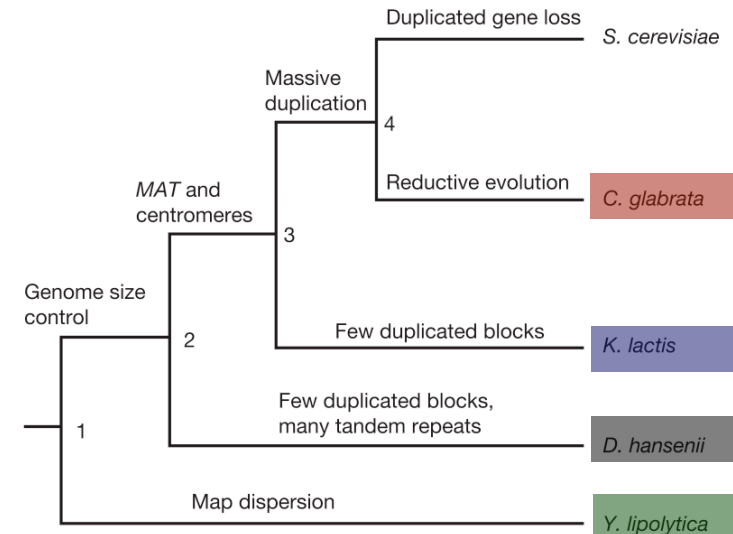 Duplicated gene loss
S. cerevisiae
Massive
duplication
4
Reductive evolution
C. glabrata
MAT and
centromeres
3
Genome size
control
Few duplicated blocks
K. lactis
2
Few duplicated blocks,
many tandem repeats
D. hansenii
1
Map dispersion
Y. lipolytica